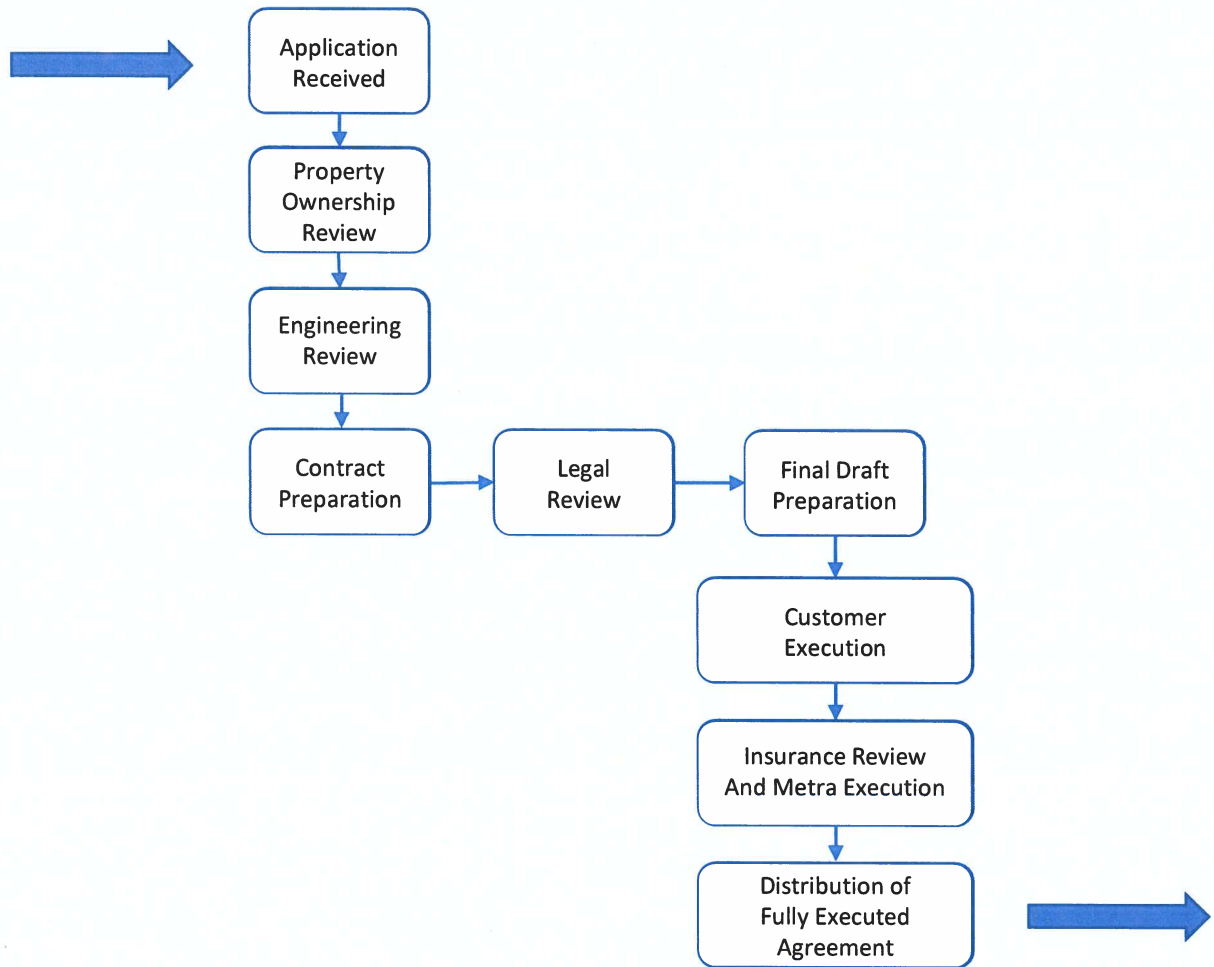 Application
Received
Property
Ownership
Review
Engineering
Review
Contract
Preparation
Legal
Review
Final Draft
Preparation
Customer
Execution
Insurance Review
And Metra Execution
Distribution of
Fully Executed
Agreement